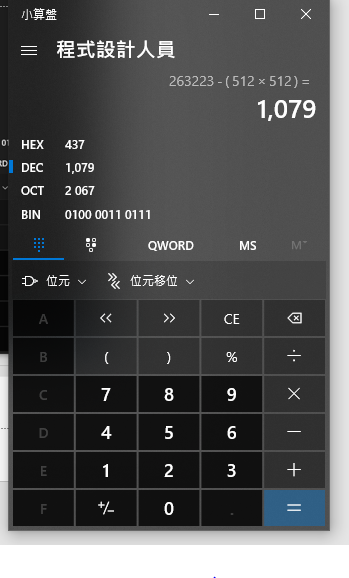 小算盤
程式設計人員
263223 - ( 512 × 512 ) =
1,079
HEX 437
DEC 1,079
OCT 2 067
BIN 0100 0011 0111
QWORD MS M˅
位元 位元移位
A << >> CE
B ( ) % ÷
C 7 8 9 ×
D 4 5 6 −
E 1 2 3 +
F +/− 0 . =